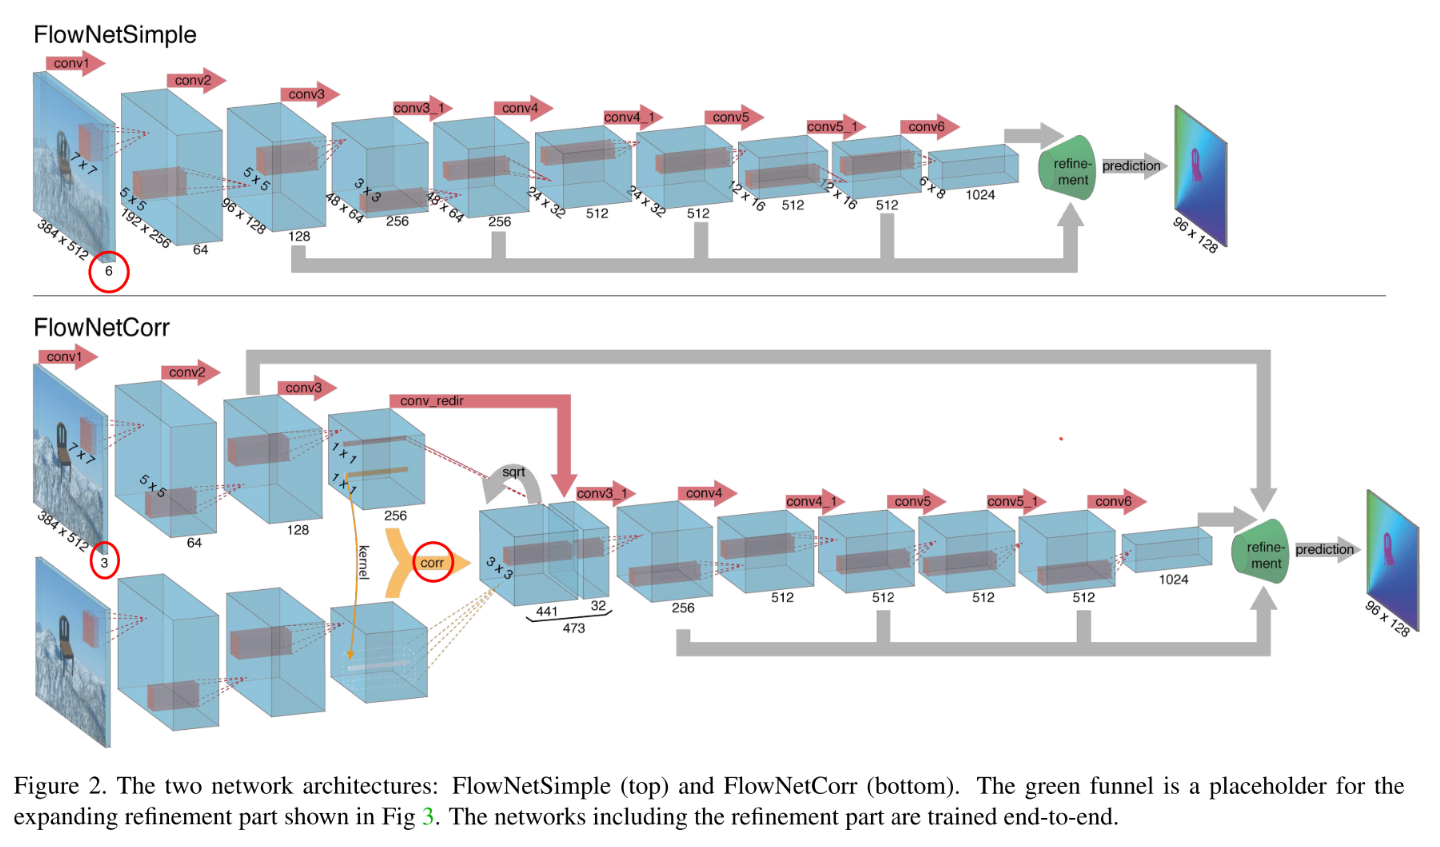 FlowNetSimple
conv1
conv2
conv3
conv3_1
conv4
conv4_1
conv5
conv5_1
conv6
7 x 7
5 x 5
5 x 5
3 x 3
384 x 512
192 x 256
96 x 128
48 x 64
48 x 64
24 x 32
24 x 32
12 x 16
12 x 16
6 x 8
6
64
128
256
256
512
512
512
512
1024
refine-
ment
prediction
96 x 128
FlowNetCorr
conv1
conv2
conv3
conv_redir
sqrt
conv3_1
conv4
conv4_1
conv5
conv5_1
conv6
7 x 7
5 x 5
1 x 1
1 x 1
3 x 3
384 x 512
3
64
128
256
kernel
corr
441
32
473
256
512
512
512
512
1024
refine-
ment
prediction
96 x 128
Figure 2. The two network architectures: FlowNetSimple (top) and FlowNetCorr (bottom). The green funnel is a placeholder for the
expanding refinement part shown in Fig 3. The networks including the refinement part are trained end-to-end.